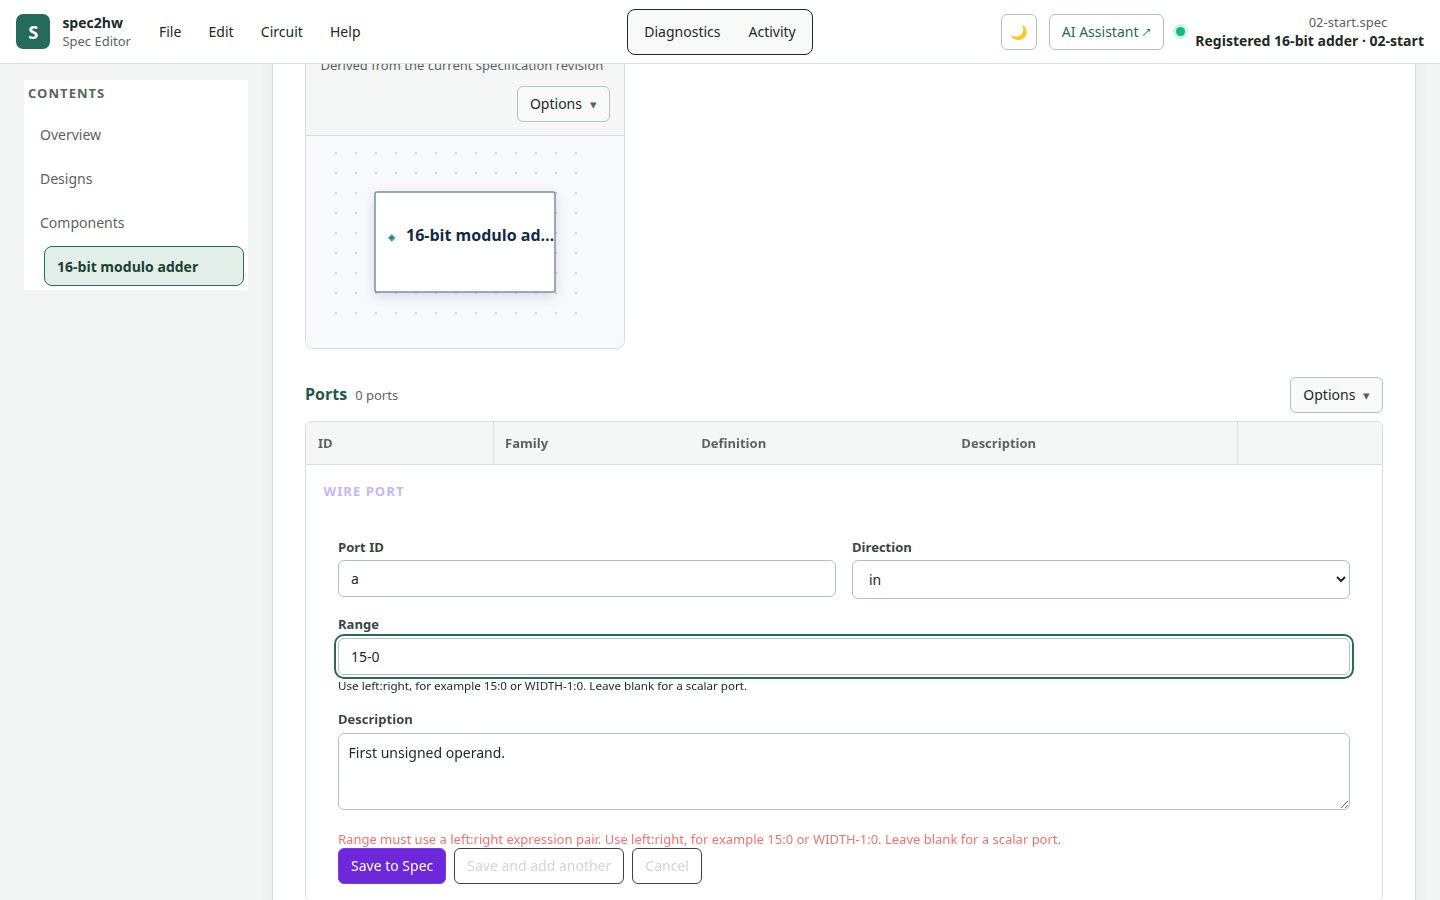 S
spec2hw
Spec Editor
File
Edit
Circuit
Help
Diagnostics
Activity
AI Assistant ↗
02-start.spec
Registered 16-bit adder · 02-start
CONTENTS
Overview
Designs
Components
16-bit modulo adder
Derived from the current specification revision
Options ▾
16-bit modulo ad...
Ports 0 ports
Options ▾
ID
Family
Definition
Description
WIRE PORT
Port ID
Direction
a
in
Range
15-0
Use left:right, for example 15:0 or WIDTH-1:0. Leave blank for a scalar port.
Description
First unsigned operand.
Range must use a left:right expression pair. Use left:right, for example 15:0 or WIDTH-1:0. Leave blank for a scalar port.
Save to Spec
Save and add another
Cancel